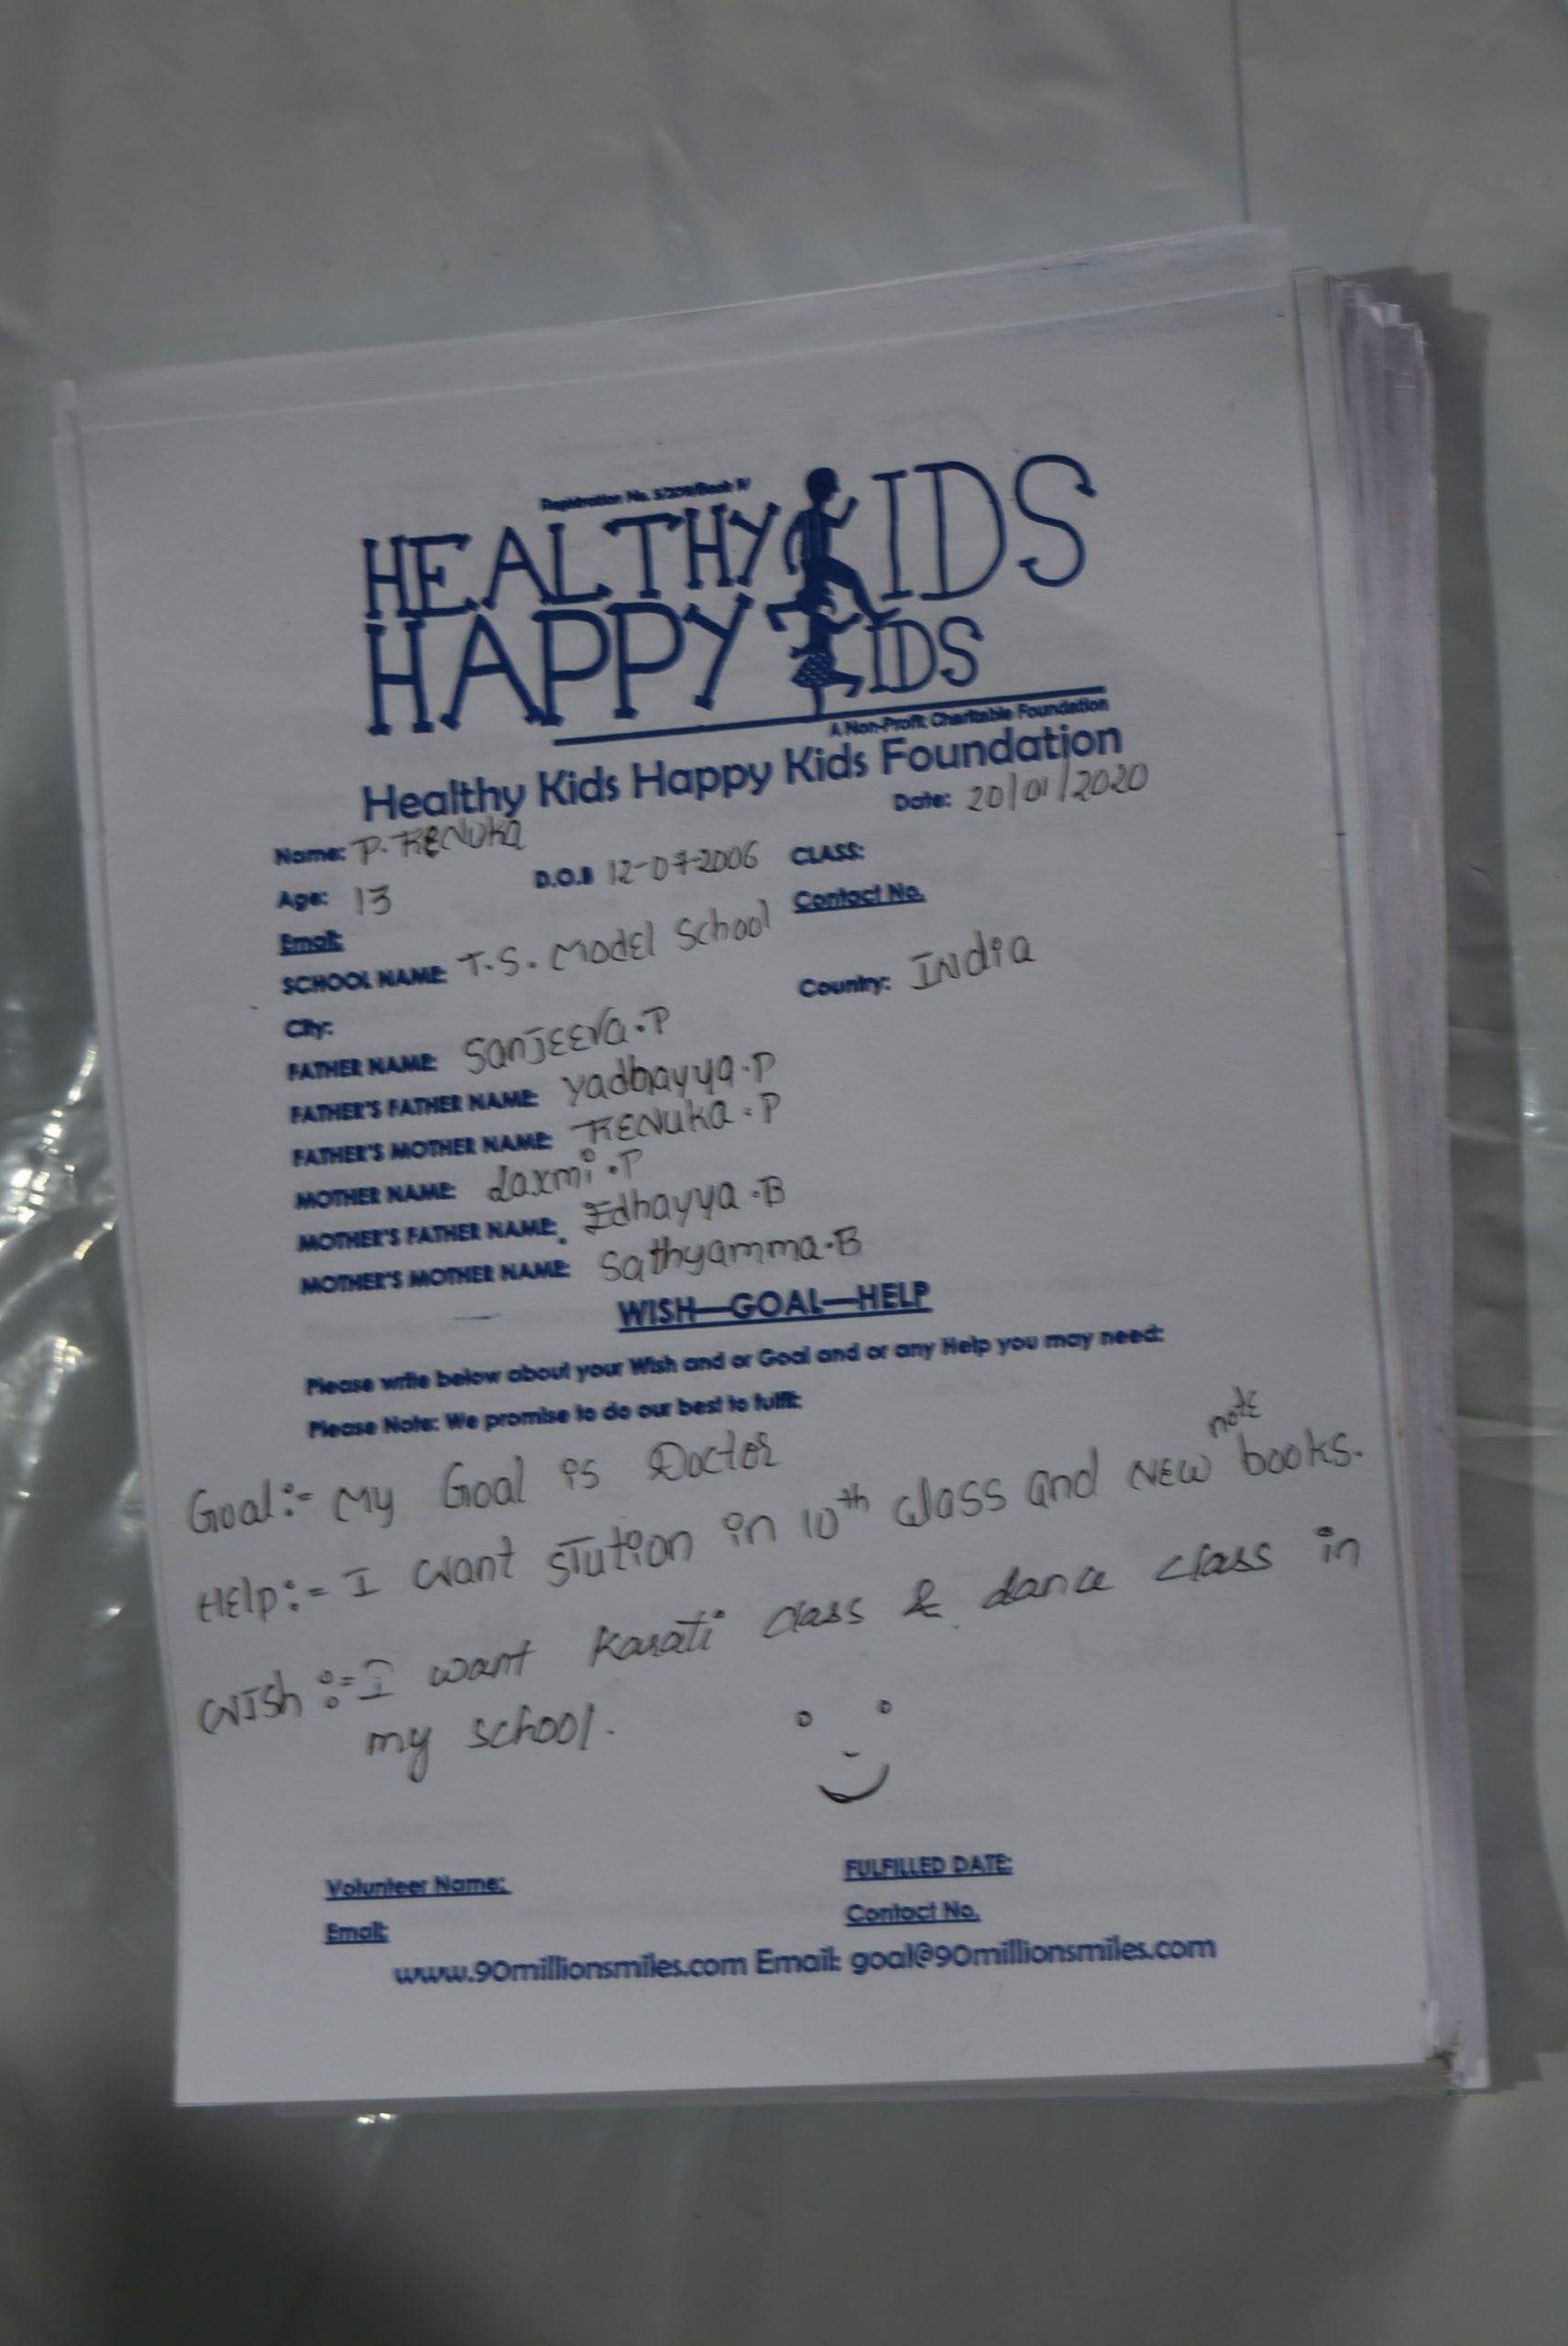 Registration No. 5/2011/Book IV
HEALTHY KIDS
HAPPY KIDS
A Non-Profit Charitable Foundation
Healthy Kids Happy Kids Foundation
Date: 20/01/2020
Name: P. RENUKA
Age: 13 D.O.B 12-07-2006 CLASS:
Email: Contact No.
SCHOOL NAME: T.S. Model School
City: Country: India
FATHER NAME: Sanjeeva.P
FATHER'S FATHER NAME: Yadhayya.P
FATHER'S MOTHER NAME: RENUKA.P
MOTHER NAME: Laxmi.P
MOTHER'S FATHER NAME: Edhayya.B
MOTHER'S MOTHER NAME: Sathyamma.B
WISH—GOAL—HELP
Please write below about your Wish and or Goal and or any Help you may need:
Please Note: We promise to do our best to fulfil:
Goal:- My Goal is Doctor
Help:- I want stution in 10th class and new note books.
Wish:- I want Karati class & dance class in
my school.
Volunteer Name: FULFILLED DATE:
Email: Contact No.
www.90millionsmiles.com Email: goal@90millionsmiles.com